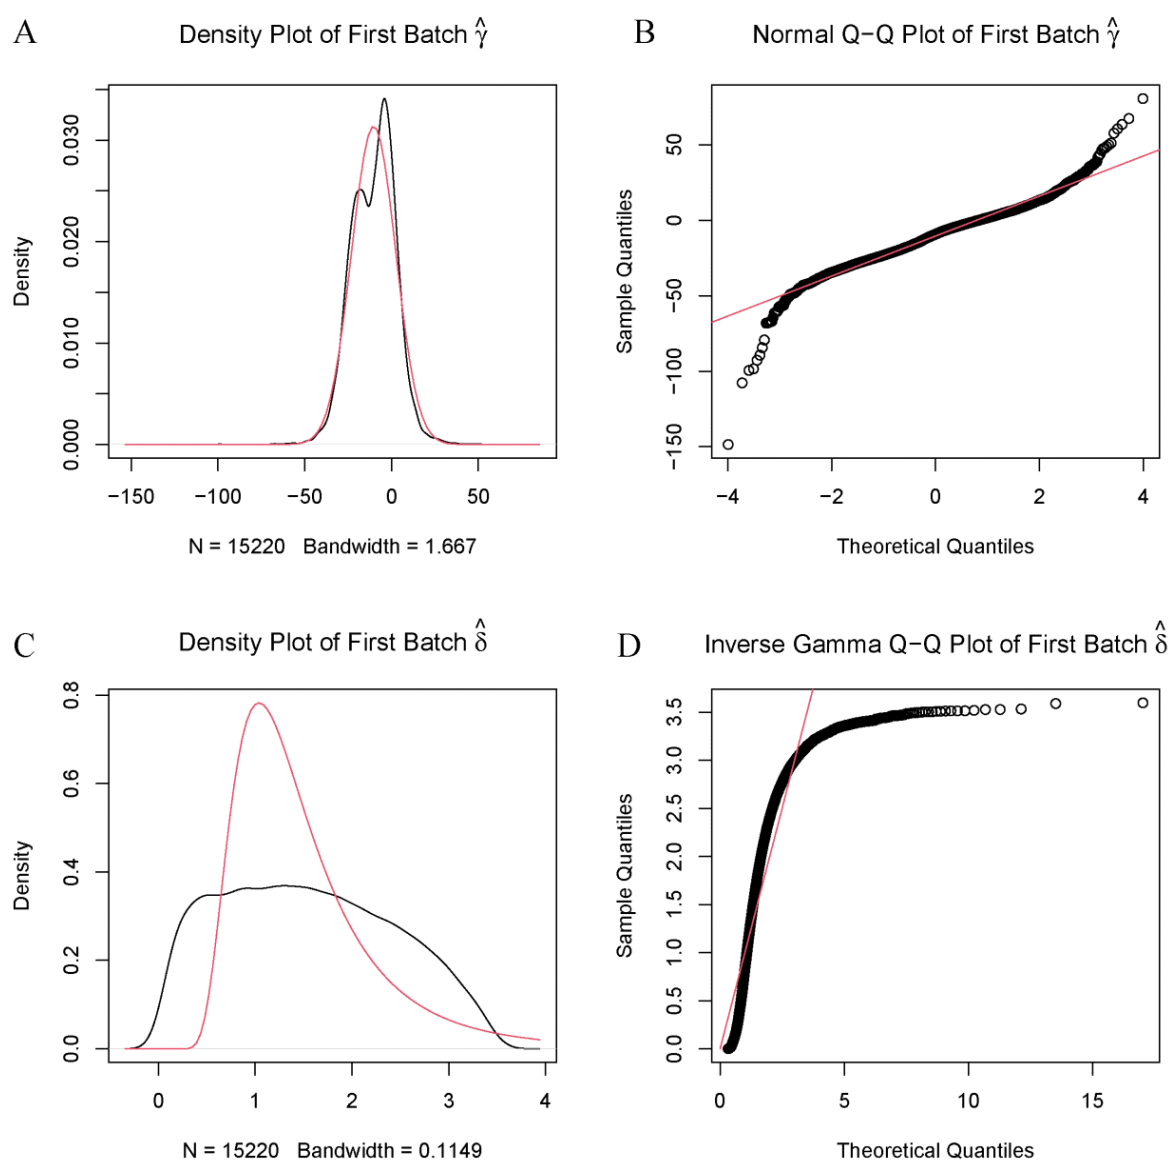 A
Density Plot of First Batch γ̂
Density
0.000
0.010
0.020
0.030
−150
−100
−50
0
50
N = 15220 Bandwidth = 1.667
B
Normal Q−Q Plot of First Batch γ̂
Sample Quantiles
−150
−100
−50
0
50
−4
−2
0
2
4
Theoretical Quantiles
C
Density Plot of First Batch δ̂
Density
0.0
0.2
0.4
0.6
0.8
0
1
2
3
4
N = 15220 Bandwidth = 0.1149
D
Inverse Gamma Q−Q Plot of First Batch δ̂
Sample Quantiles
0.0
0.5
1.0
1.5
2.0
2.5
3.0
3.5
0
5
10
15
Theoretical Quantiles